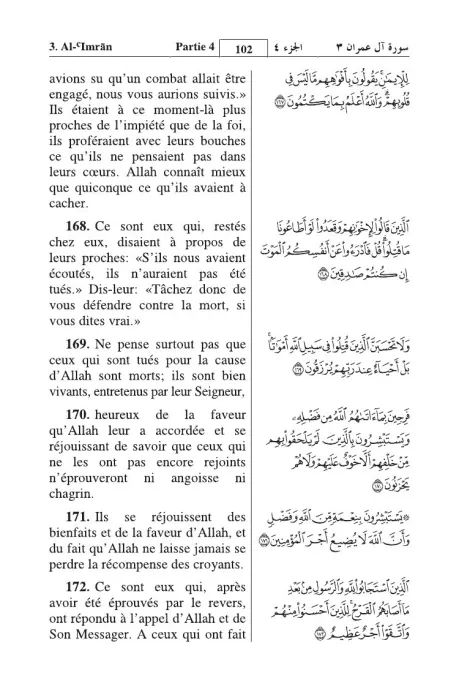 3. Al-ʿImrān Partie 4 102 الجزء ٤ سورة آل عمران ٣
avions su qu’un combat allait être
engagé, nous vous aurions suivis.»
Ils étaient à ce moment-là plus
proches de l’impiété que de la foi,
ils proféraient avec leurs bouches
ce qu’ils ne pensaient pas dans
leurs cœurs. Allah connaît mieux
que quiconque ce qu’ils avaient à
cacher.
168. Ce sont eux qui, restés
chez eux, disaient à propos de
leurs proches: «S’ils nous avaient
écoutés, ils n’auraient pas été
tués.» Dis-leur: «Tâchez donc de
vous défendre contre la mort, si
vous dites vrai.»
169. Ne pense surtout pas que
ceux qui sont tués pour la cause
d’Allah sont morts; ils sont bien
vivants, entretenus par leur Seigneur,
170. heureux de la faveur
qu’Allah leur a accordée et se
réjouissant de savoir que ceux qui
ne les ont pas encore rejoints
n’éprouveront ni angoisse ni
chagrin.
171. Ils se réjouissent des
bienfaits et de la faveur d’Allah, et
du fait qu’Allah ne laisse jamais se
perdre la récompense des croyants.
172. Ce sont eux qui, après
avoir été éprouvés par le revers,
ont répondu à l’appel d’Allah et de
Son Messager. A ceux qui ont fait
لِلْإِيمَٰنِ يَقُولُونَ بِأَفْوَٰهِهِم مَّا لَيْسَ فِى
قُلُوبِهِمْ وَٱللَّهُ أَعْلَمُ بِمَا يَكْتُمُونَ ١٦٧
ٱلَّذِينَ قَالُوا۟ لِإِخْوَٰنِهِمْ وَقَعَدُوا۟ لَوْ أَطَاعُونَا
مَا قُتِلُوا۟ قُلْ فَٱدْرَءُوا۟ عَنْ أَنفُسِكُمُ ٱلْمَوْتَ
إِن كُنتُمْ صَٰدِقِينَ ١٦٨
وَلَا تَحْسَبَنَّ ٱلَّذِينَ قُتِلُوا۟ فِى سَبِيلِ ٱللَّهِ أَمْوَٰتًۢا
بَلْ أَحْيَآءٌ عِندَ رَبِّهِمْ يُرْزَقُونَ ١٦٩
فَرِحِينَ بِمَآ ءَاتَىٰهُمُ ٱللَّهُ مِن فَضْلِهِۦ
وَيَسْتَبْشِرُونَ بِٱلَّذِينَ لَمْ يَلْحَقُوا۟ بِهِم
مِّنْ خَلْفِهِمْ أَلَّا خَوْفٌ عَلَيْهِمْ وَلَا هُمْ
يَحْزَنُونَ ١٧٠
۞ يَسْتَبْشِرُونَ بِنِعْمَةٍ مِّنَ ٱللَّهِ وَفَضْلٍ
وَأَنَّ ٱللَّهَ لَا يُضِيعُ أَجْرَ ٱلْمُؤْمِنِينَ ١٧١
ٱلَّذِينَ ٱسْتَجَابُوا۟ لِلَّهِ وَٱلرَّسُولِ مِنۢ بَعْدِ
مَآ أَصَابَهُمُ ٱلْقَرْحُ لِلَّذِينَ أَحْسَنُوا۟ مِنْهُمْ
وَٱتَّقَوْا۟ أَجْرٌ عَظِيمٌ ١٧٢